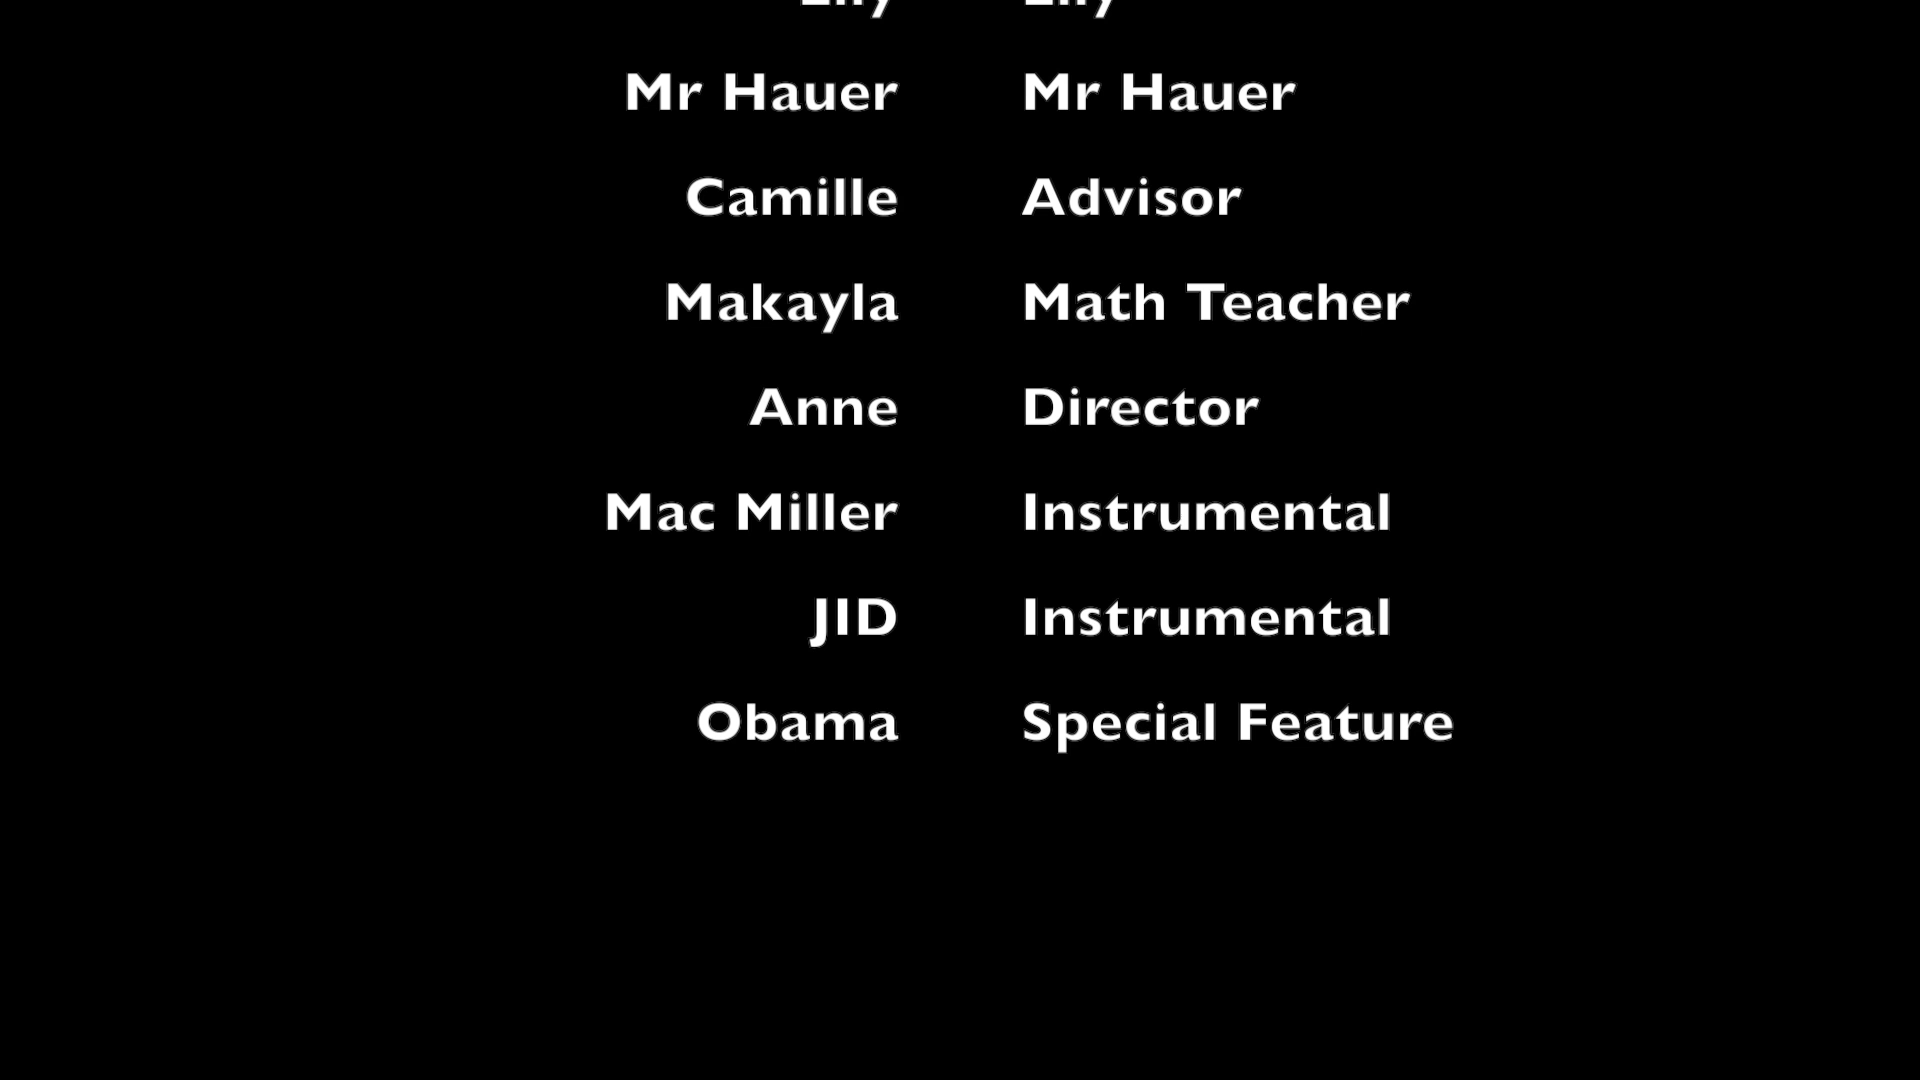 Mr Hauer Mr Hauer
Camille Advisor
Makayla Math Teacher
Anne Director
Mac Miller Instrumental
JID Instrumental
Obama Special Feature